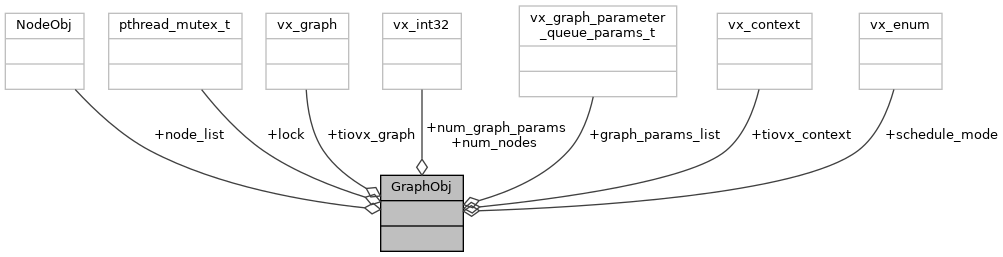 NodeObj
pthread_mutex_t
vx_graph
vx_int32
vx_graph_parameter
_queue_params_t
vx_context
vx_enum
+node_list
+lock
+tiovx_graph
+num_graph_params
+num_nodes
+graph_params_list
+tiovx_context
+schedule_mode
GraphObj